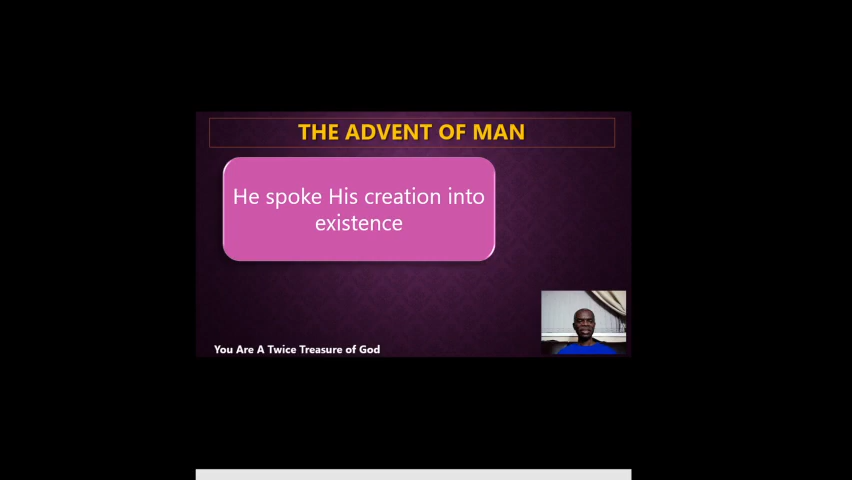 THE ADVENT OF MAN
He spoke His creation into
existence
You Are A Twice Treasure of God